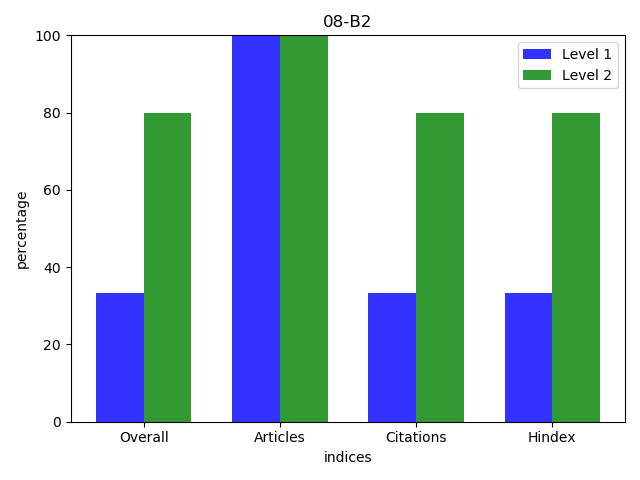 08-B2
Level 1
Level 2
percentage
100
80
60
40
20
0
Overall
Articles
Citations
Hindex
indices